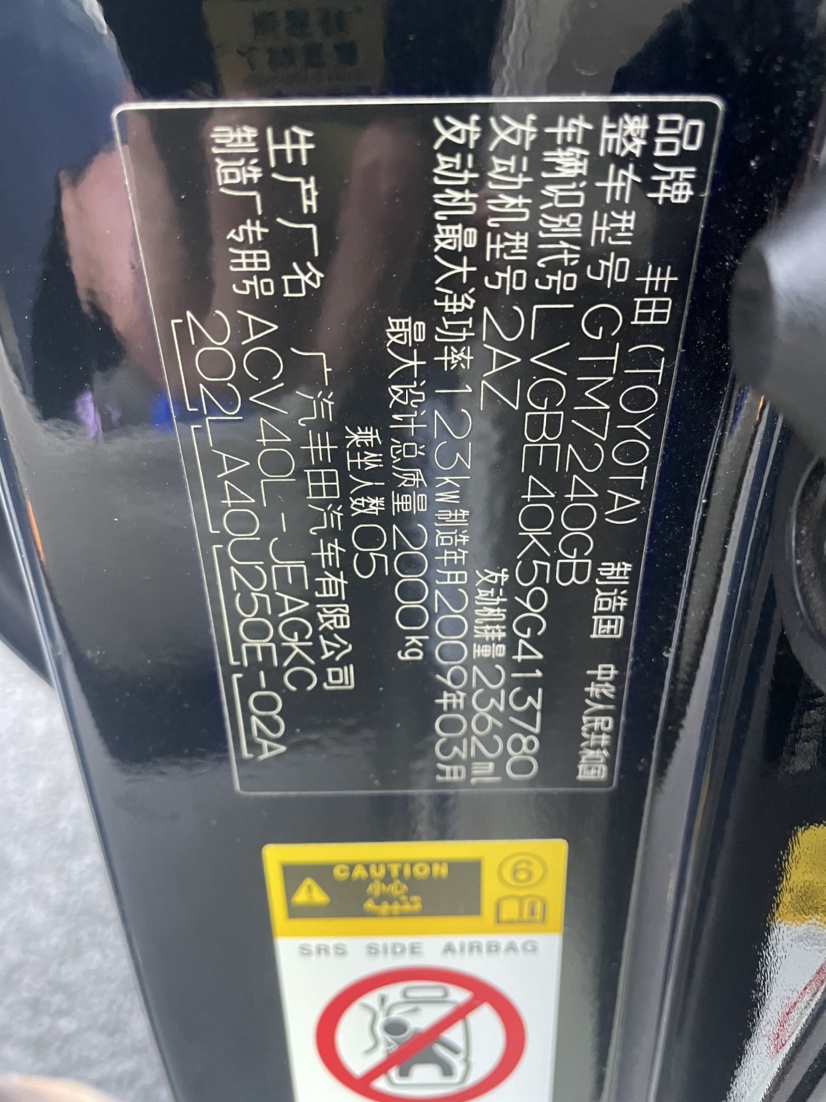 品牌 丰田(TOYOTA) 制造国 中华人民共和国
整车型号 GTM7240GB
车辆识别代号 LVGBE40K59G413780
发动机型号 2AZ 发动机排量 2362ml
发动机最大净功率 123kw 制造年月 2009年03月
最大设计总质量 2000kg
乘坐人数 05
生产厂名 广汽丰田汽车有限公司
制造厂专用号 ACV40L-JEAGKC
202LA40U250E-02A
CAUTION
小心
6
SRS SIDE AIRBAG